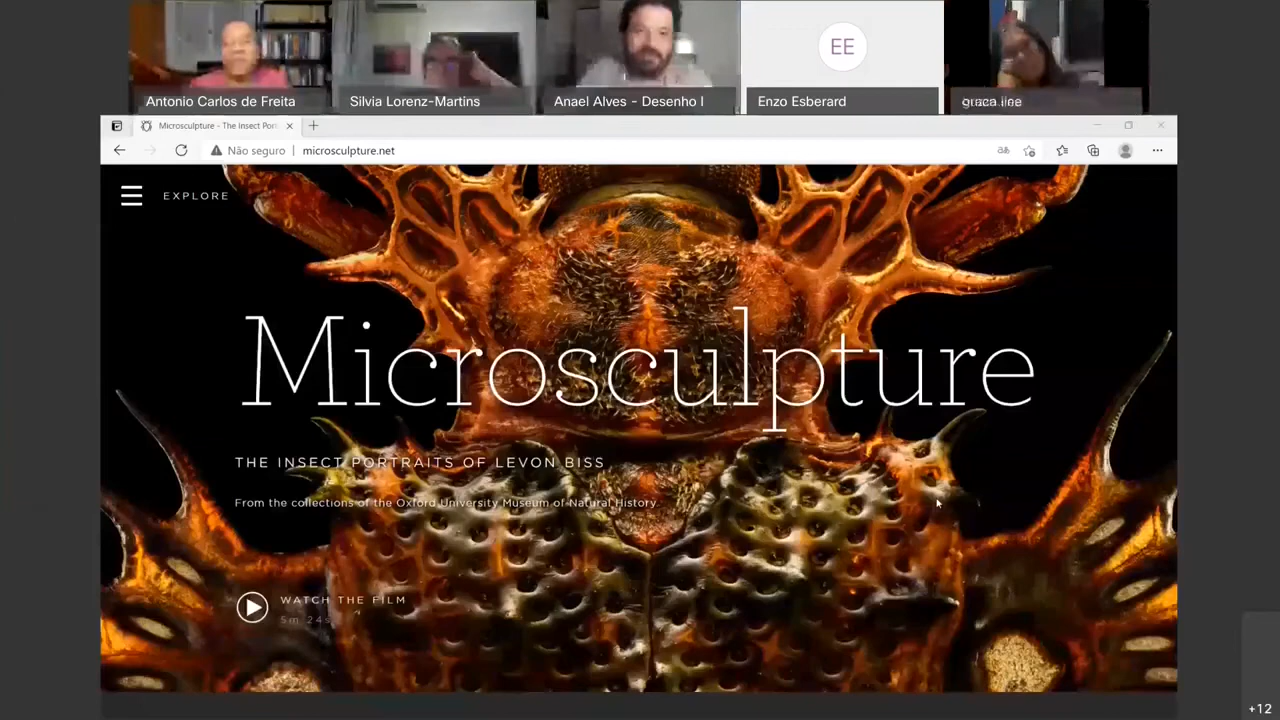 EE
Antonio Carlos de Freita
Silvia Lorenz-Martins
Anael Alves - Desenho I
Enzo Esberard
Microsculpture - The Insect Port
Não seguro | microsculpture.net
EXPLORE
Microsculpture
THE INSECT PORTRAITS OF LEVON BISS
From the collections of the Oxford University Museum of Natural History
WATCH THE FILM
5m 24s
+12